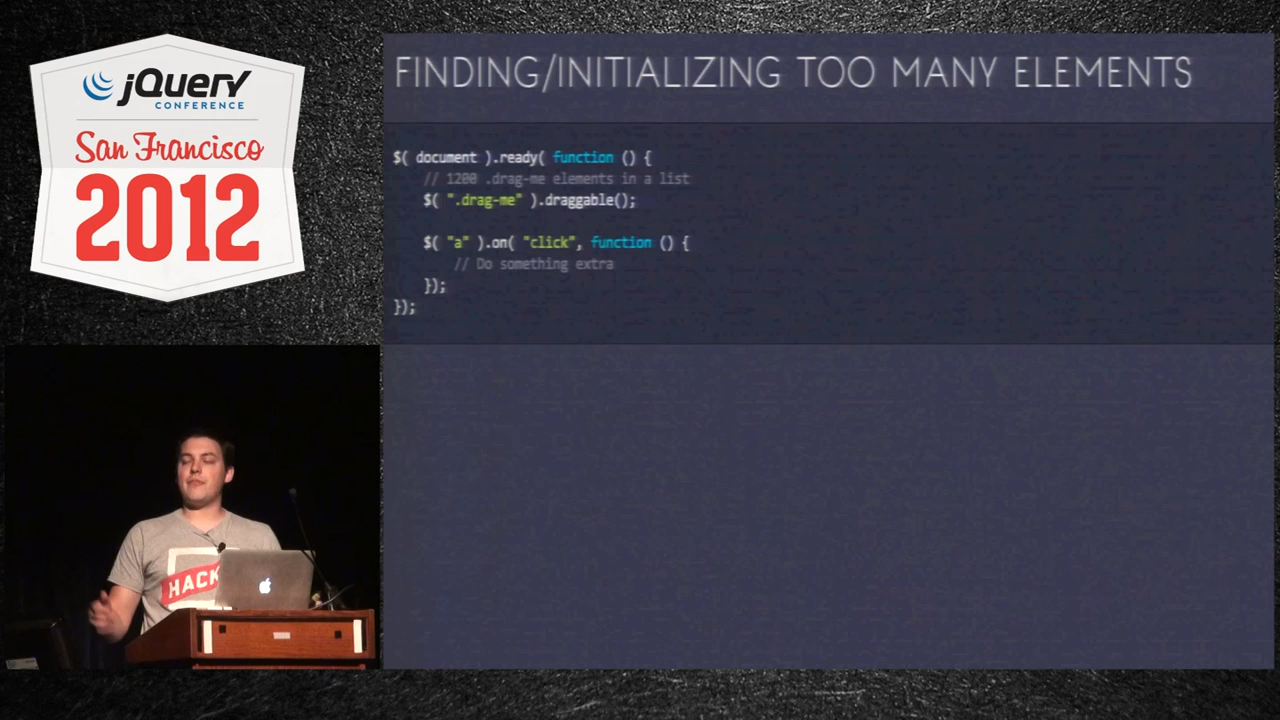 jQuery
CONFERENCE
San Francisco
2012
FINDING/INITIALIZING TOO MANY ELEMENTS
$( document ).ready( function () {
// 1200 .drag-me elements in a list
$( ".drag-me" ).draggable();
$( "a" ).on( "click", function () {
// Do something extra
});
});
HACK